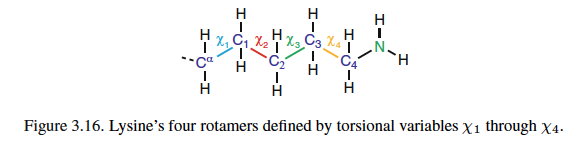 H H H
H χ1 C1 χ2 H χ3 C3 χ4 H N H
Cα H C2 H C4
H H H
Figure 3.16. Lysine's four rotamers defined by torsional variables χ1 through χ4.